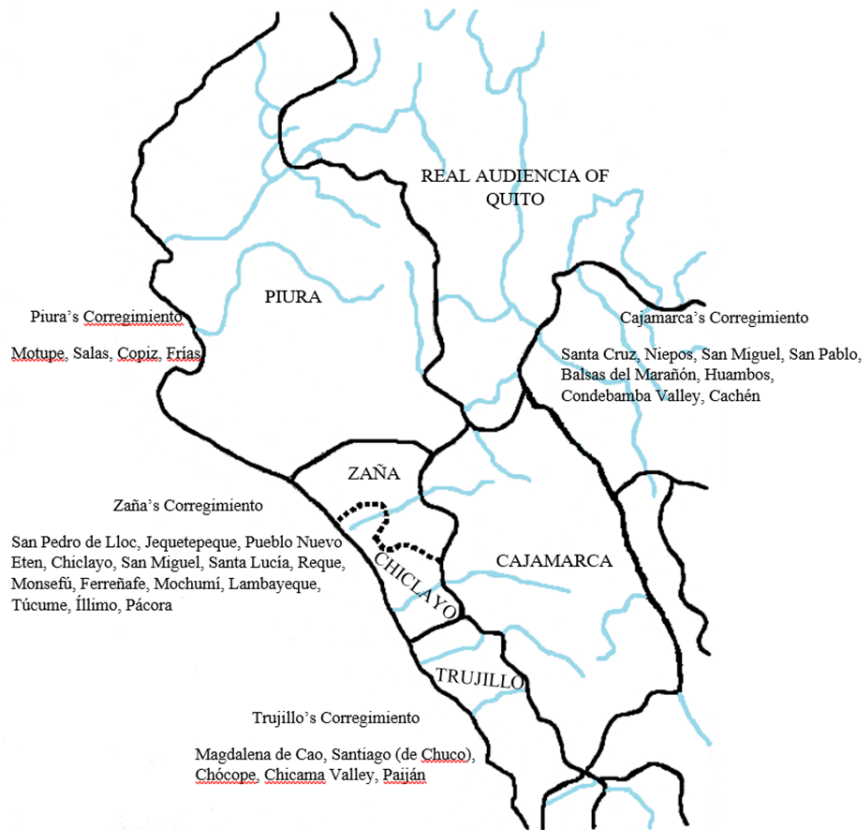 REAL AUDIENCIA OF
QUITO
PIURA
Piura's Corregimiento
Motupe, Salas, Copiz, Frías
Cajamarca's Corregimiento
Santa Cruz, Niepos, San Miguel, San Pablo,
Balsas del Marañón, Huambos,
Condebamba Valley, Cachén
ZAÑA
Zaña's Corregimiento
San Pedro de Lloc, Jequetepeque, Pueblo Nuevo
Eten, Chiclayo, San Miguel, Santa Lucía, Reque,
Monsefú, Ferreñafe, Mochumí, Lambayeque,
Túcume, Íllimo, Pácora
CHICLAYO
CAJAMARCA
TRUJILLO
Trujillo's Corregimiento
Magdalena de Cao, Santiago (de Chuco),
Chócope, Chicama Valley, Paiján